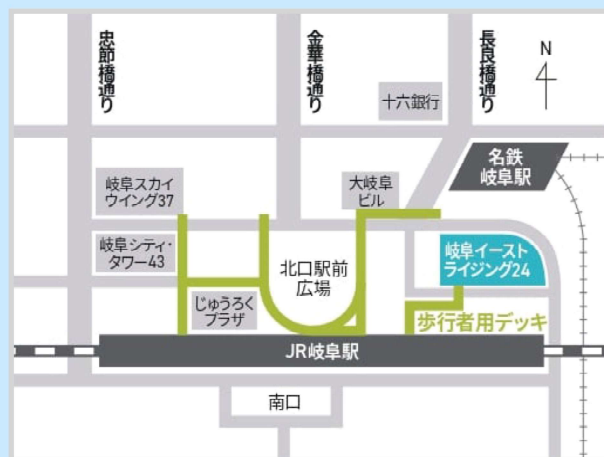 忠節橋通り
金華橋通り
長良橋通り
N
十六銀行
名鉄
岐阜駅
岐阜スカイ
ウイング37
大岐阜
ビル
岐阜シティ・
タワー43
北口駅前
広場
岐阜イースト
ライジング24
じゅうろく
プラザ
歩行者用デッキ
JR岐阜駅
南口